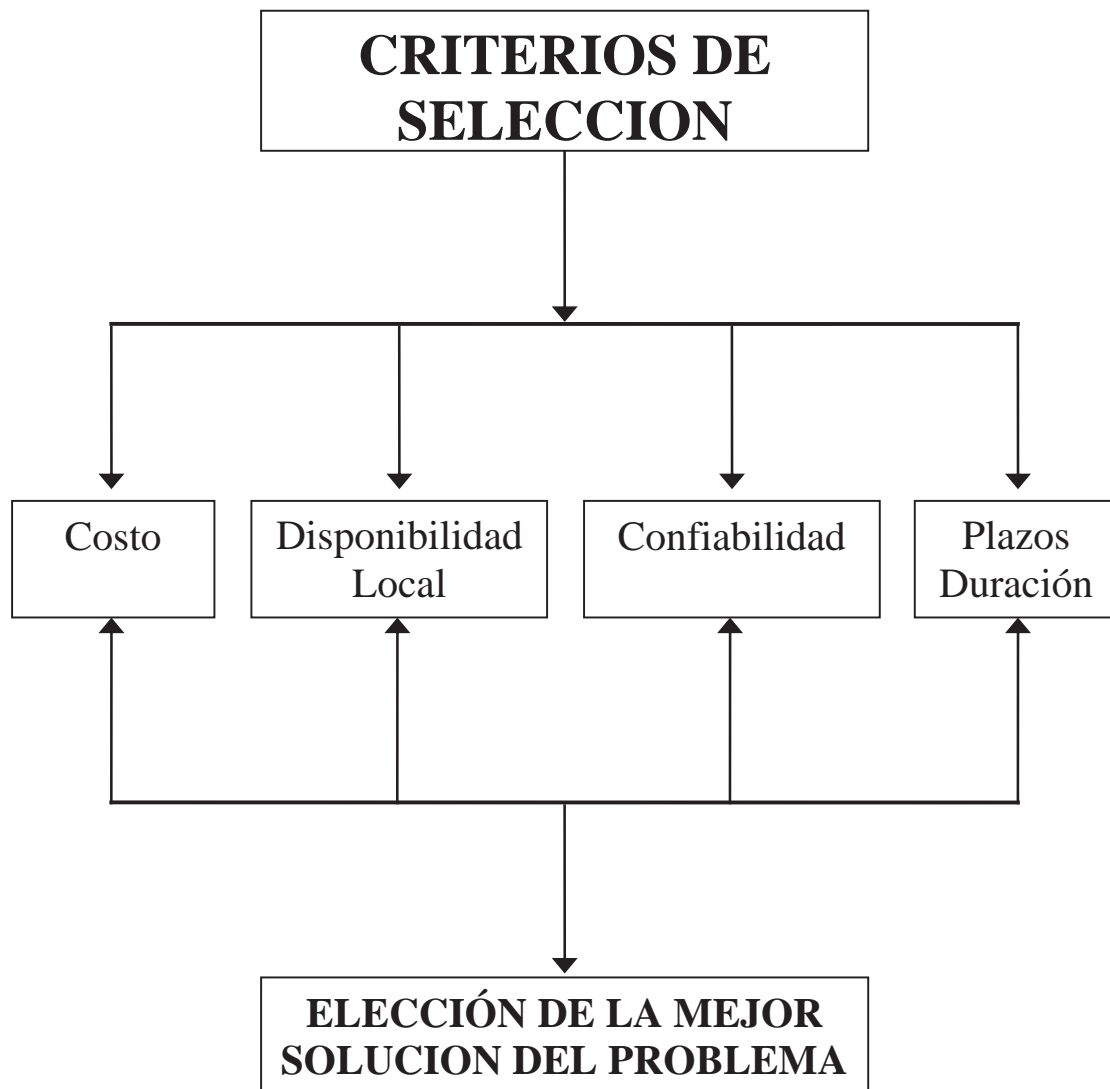 CRITERIOS DE
SELECCION
Costo
Disponibilidad
Local
Confiabilidad
Plazos
Duración
ELECCIÓN DE LA MEJOR
SOLUCION DEL PROBLEMA